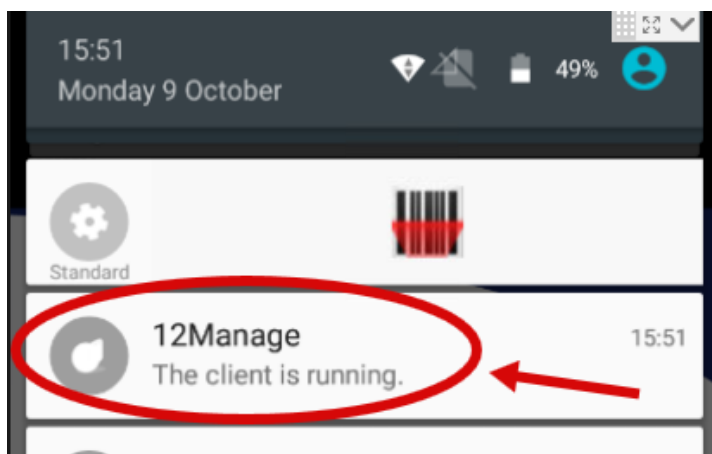 15:51
Monday 9 October
49%
Standard
12Manage
15:51
The client is running.